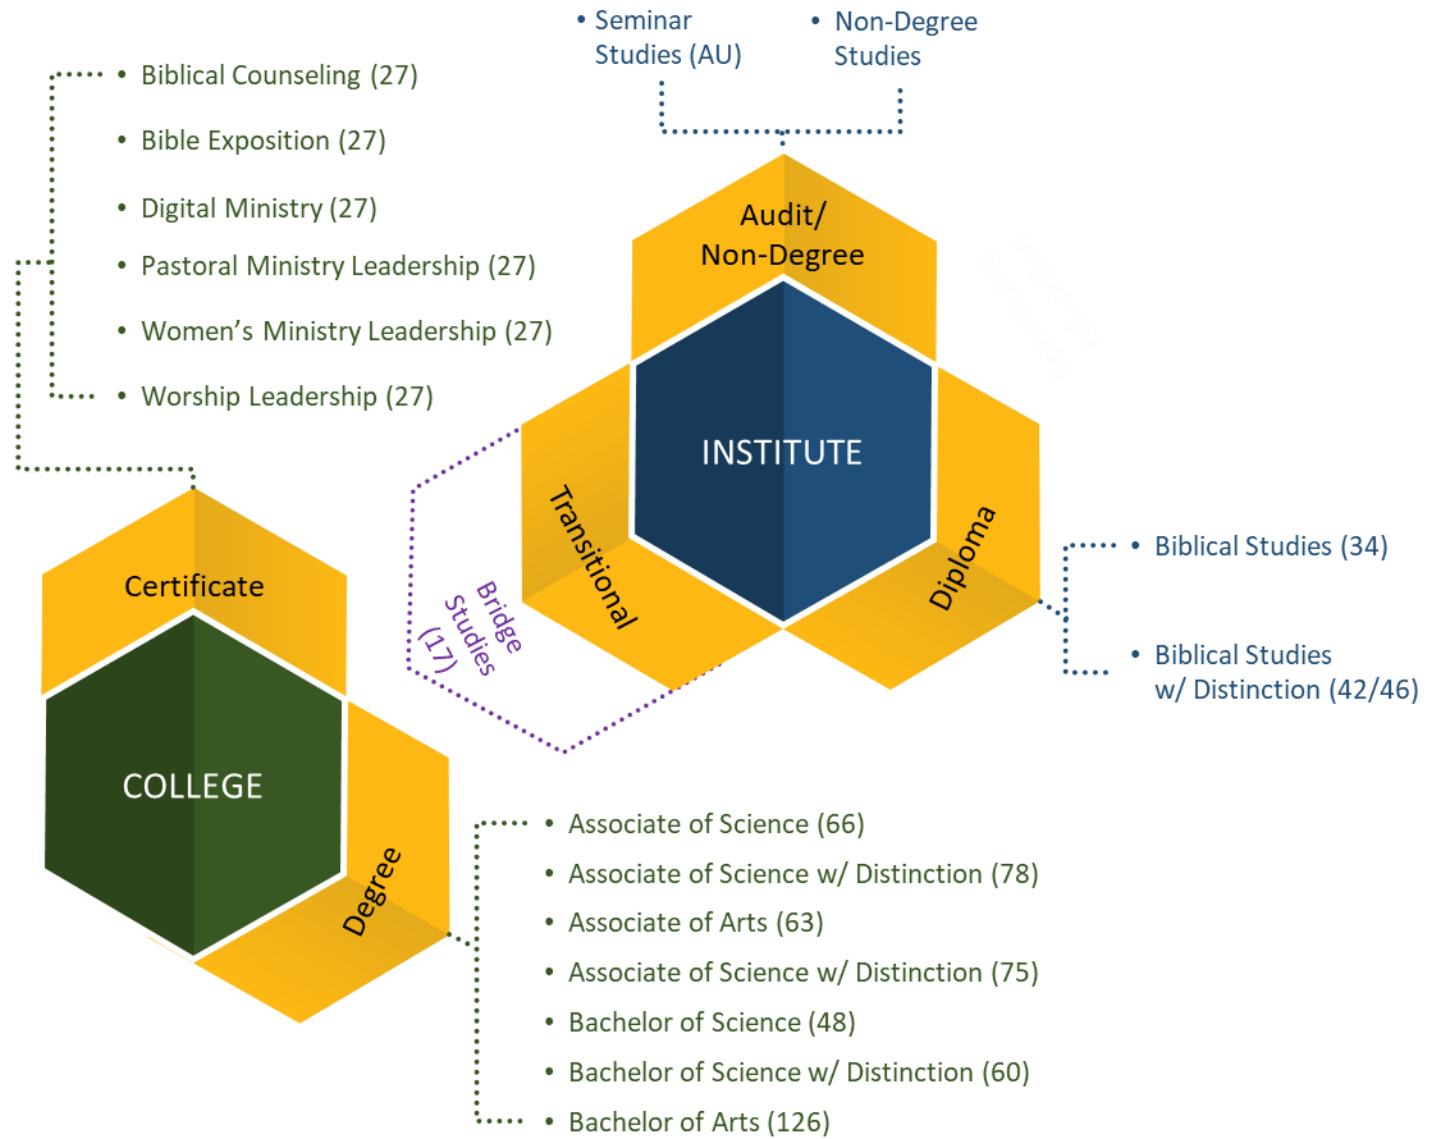 • Seminar
Studies (AU)
• Non-Degree
Studies
• Biblical Counseling (27)
• Bible Exposition (27)
• Digital Ministry (27)
• Pastoral Ministry Leadership (27)
• Women's Ministry Leadership (27)
• Worship Leadership (27)
Audit/
Non-Degree
INSTITUTE
Transitional
Diploma
Bridge
Studies
(17)
• Biblical Studies (34)
• Biblical Studies
w/ Distinction (42/46)
Certificate
COLLEGE
Degree
• Associate of Science (66)
• Associate of Science w/ Distinction (78)
• Associate of Arts (63)
• Associate of Science w/ Distinction (75)
• Bachelor of Science (48)
• Bachelor of Science w/ Distinction (60)
• Bachelor of Arts (126)